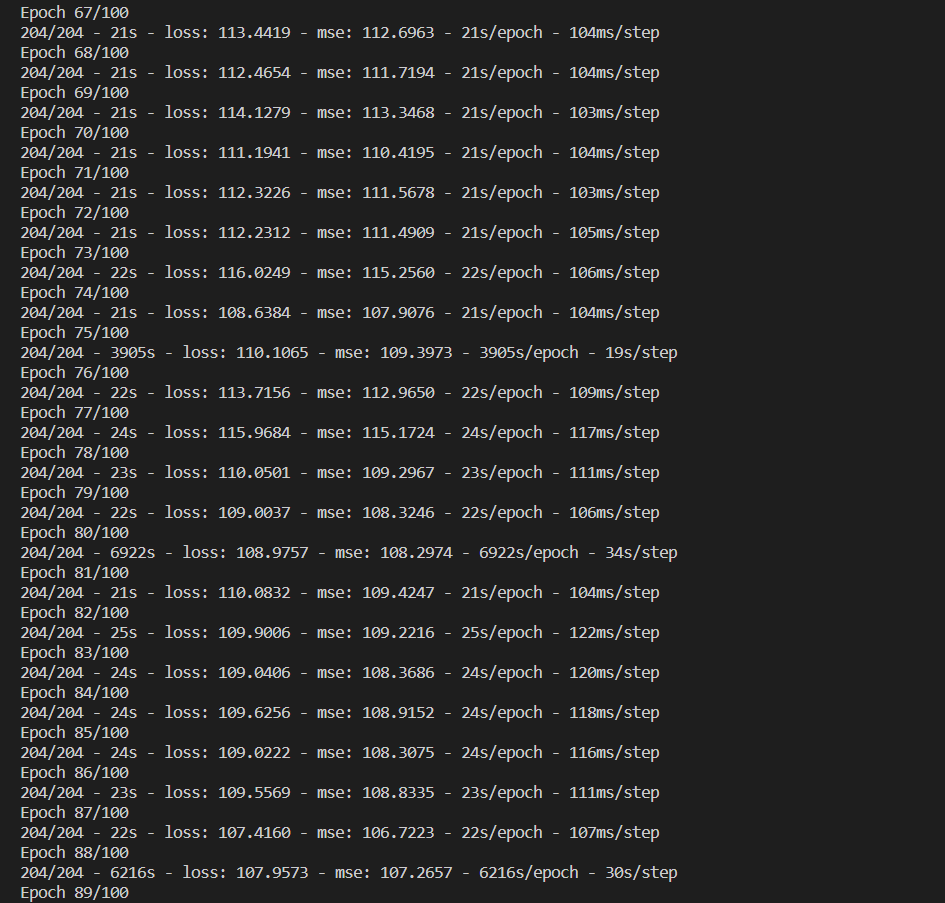 Epoch 67/100
204/204 - 21s - loss: 113.4419 - mse: 112.6963 - 21s/epoch - 104ms/step
Epoch 68/100
204/204 - 21s - loss: 112.4654 - mse: 111.7194 - 21s/epoch - 104ms/step
Epoch 69/100
204/204 - 21s - loss: 114.1279 - mse: 113.3468 - 21s/epoch - 103ms/step
Epoch 70/100
204/204 - 21s - loss: 111.1941 - mse: 110.4195 - 21s/epoch - 104ms/step
Epoch 71/100
204/204 - 21s - loss: 112.3226 - mse: 111.5678 - 21s/epoch - 103ms/step
Epoch 72/100
204/204 - 21s - loss: 112.2312 - mse: 111.4909 - 21s/epoch - 105ms/step
Epoch 73/100
204/204 - 22s - loss: 116.0249 - mse: 115.2560 - 22s/epoch - 106ms/step
Epoch 74/100
204/204 - 21s - loss: 108.6384 - mse: 107.9076 - 21s/epoch - 104ms/step
Epoch 75/100
204/204 - 3905s - loss: 110.1065 - mse: 109.3973 - 3905s/epoch - 19s/step
Epoch 76/100
204/204 - 22s - loss: 113.7156 - mse: 112.9650 - 22s/epoch - 109ms/step
Epoch 77/100
204/204 - 24s - loss: 115.9684 - mse: 115.1724 - 24s/epoch - 117ms/step
Epoch 78/100
204/204 - 23s - loss: 110.0501 - mse: 109.2967 - 23s/epoch - 111ms/step
Epoch 79/100
204/204 - 22s - loss: 109.0037 - mse: 108.3246 - 22s/epoch - 106ms/step
Epoch 80/100
204/204 - 6922s - loss: 108.9757 - mse: 108.2974 - 6922s/epoch - 34s/step
Epoch 81/100
204/204 - 21s - loss: 110.0832 - mse: 109.4247 - 21s/epoch - 104ms/step
Epoch 82/100
204/204 - 25s - loss: 109.9006 - mse: 109.2216 - 25s/epoch - 122ms/step
Epoch 83/100
204/204 - 24s - loss: 109.0406 - mse: 108.3686 - 24s/epoch - 120ms/step
Epoch 84/100
204/204 - 24s - loss: 109.6256 - mse: 108.9152 - 24s/epoch - 118ms/step
Epoch 85/100
204/204 - 24s - loss: 109.0222 - mse: 108.3075 - 24s/epoch - 116ms/step
Epoch 86/100
204/204 - 23s - loss: 109.5569 - mse: 108.8335 - 23s/epoch - 111ms/step
Epoch 87/100
204/204 - 22s - loss: 107.4160 - mse: 106.7223 - 22s/epoch - 107ms/step
Epoch 88/100
204/204 - 6216s - loss: 107.9573 - mse: 107.2657 - 6216s/epoch - 30s/step
Epoch 89/100